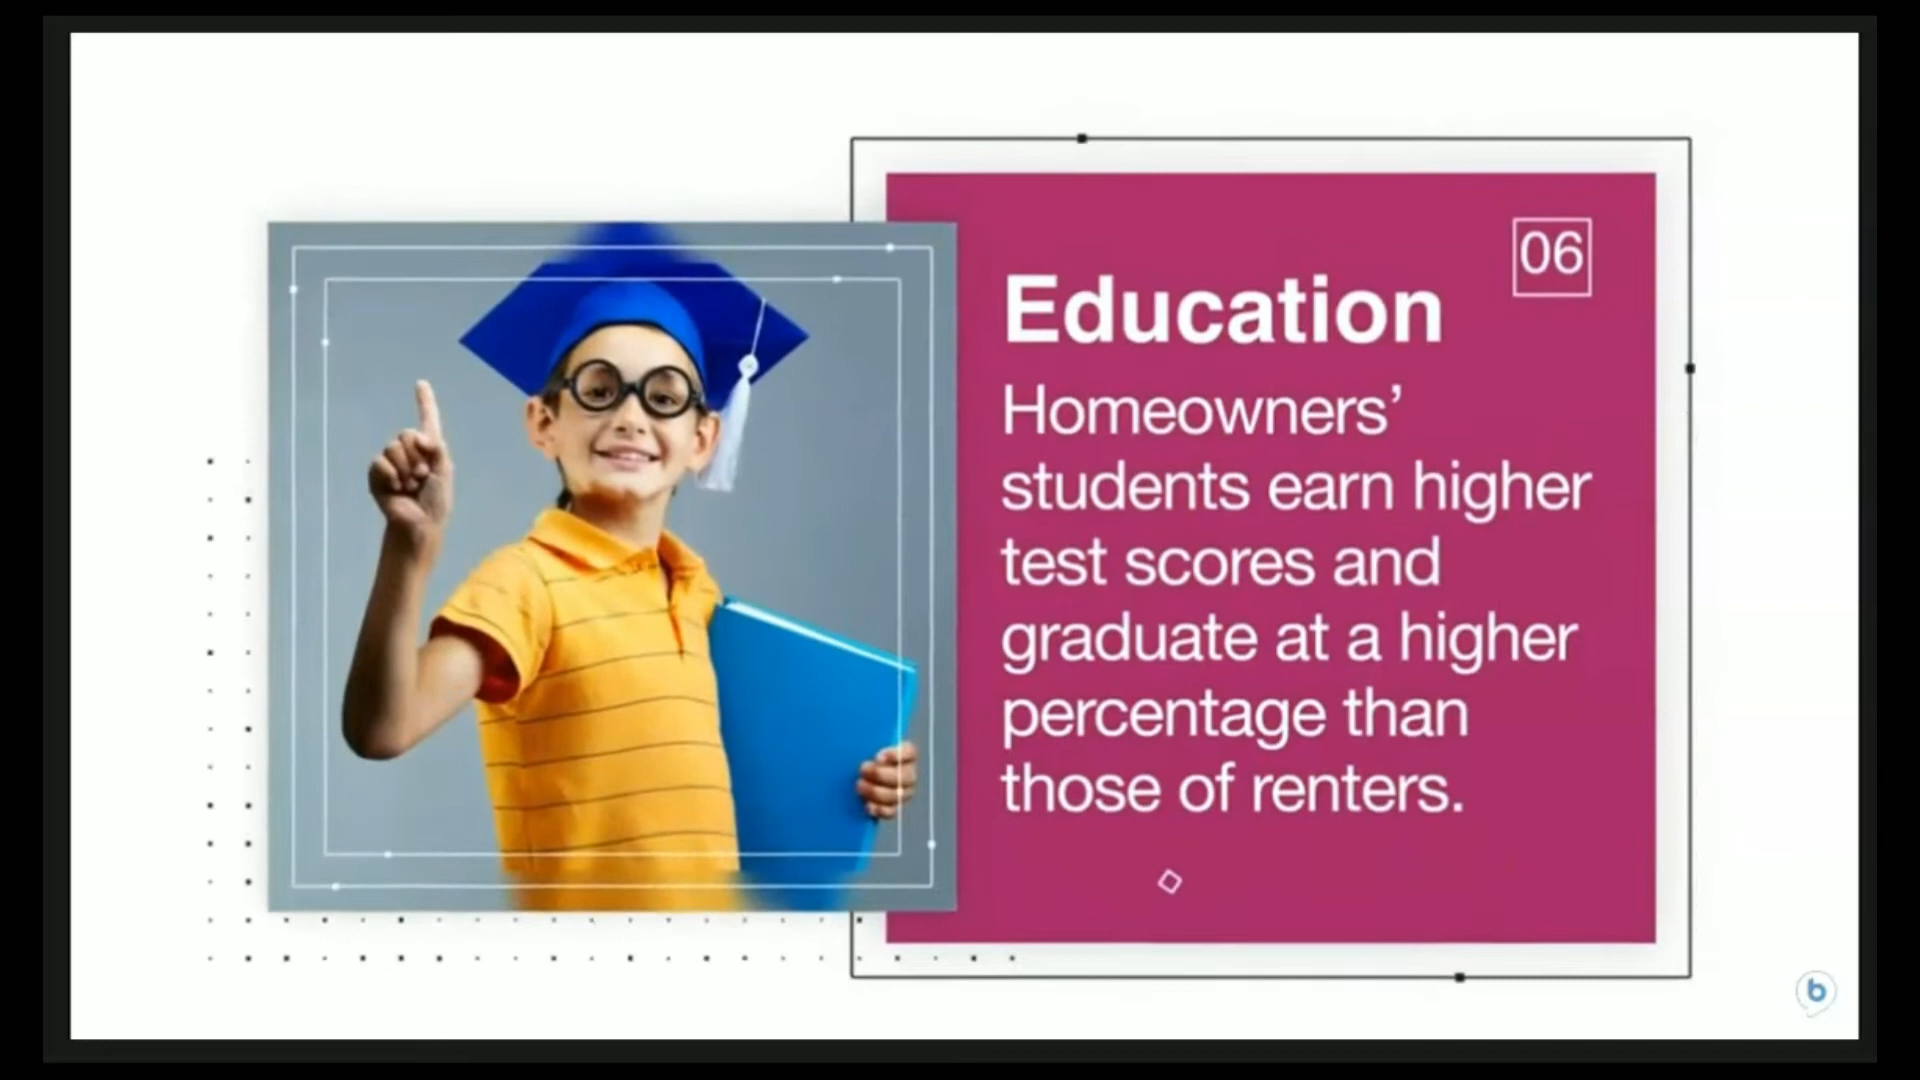 06
Education
Homeowners’
students earn higher
test scores and
graduate at a higher
percentage than
those of renters.
b